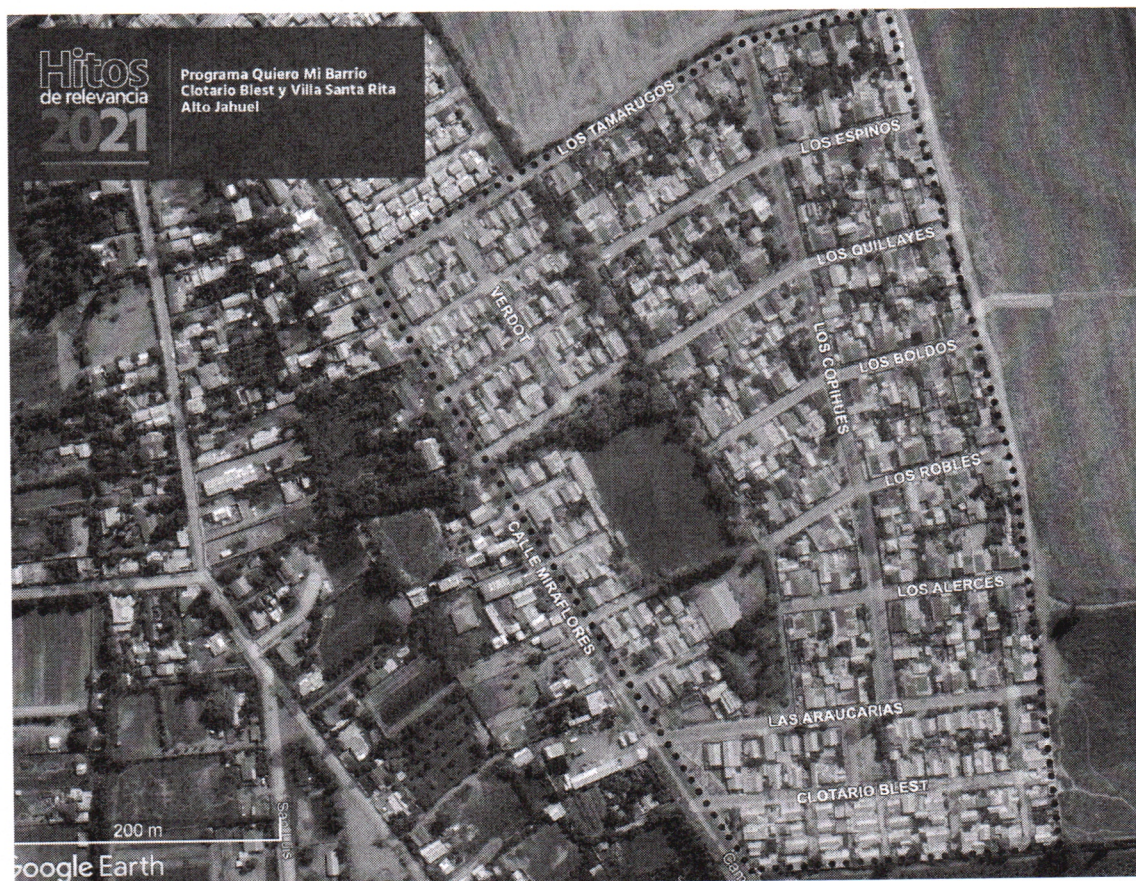 Hitos
de relevancia
2021
Programa Quiero Mi Barrio
Clotario Blest y Villa Santa Rita
Alto Jahuel
LOS TAMARUGOS
LOS ESPINOS
LOS QUILLAYES
VERDOT
LOS COPIHUES
LOS BOLDOS
LOS ROBLES
CALLE MIRAFLORES
LOS ALERCES
LAS ARAUCARIAS
CLOTARIO BLEST
200 m
Google Earth